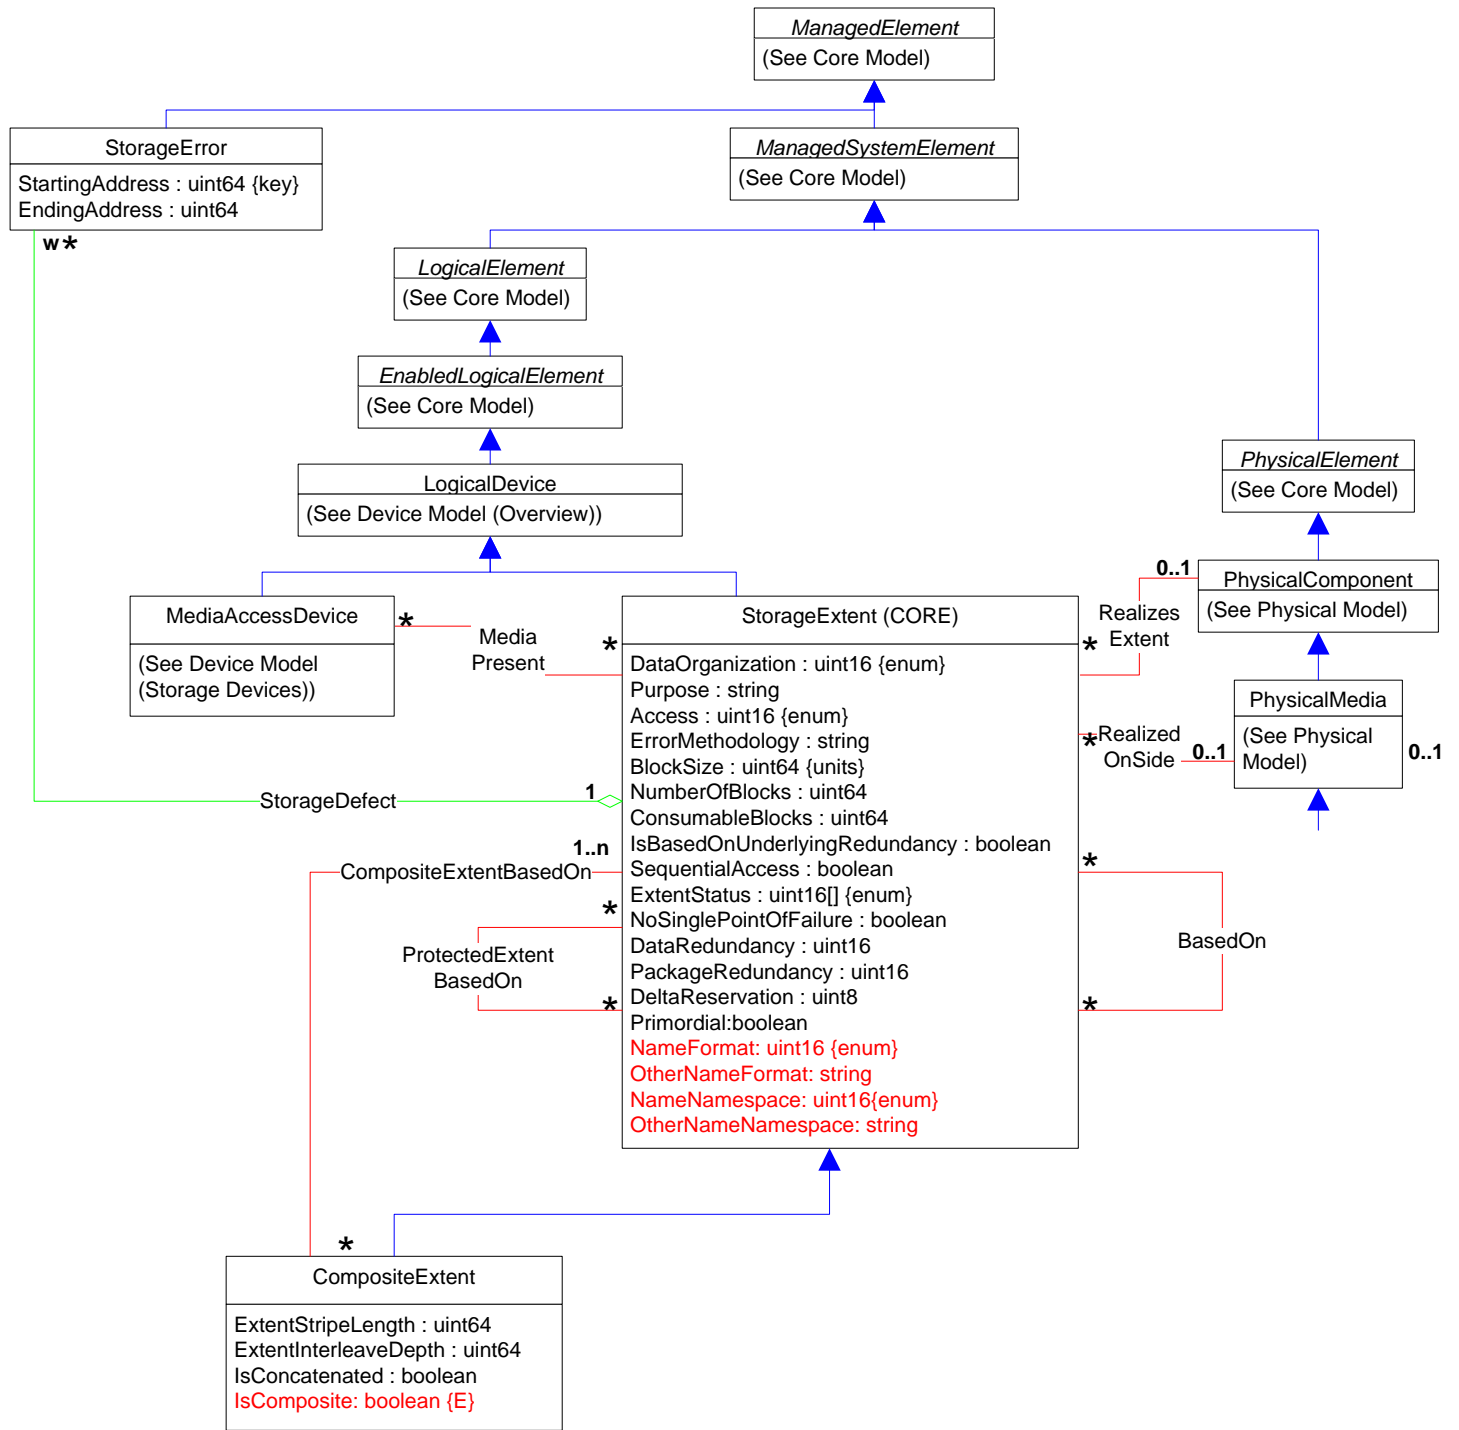 ManagedElement
(See Core Model)
StorageError
StartingAddress : uint64 {key}
EndingAddress : uint64
w*
ManagedSystemElement
(See Core Model)
LogicalElement
(See Core Model)
EnabledLogicalElement
(See Core Model)
LogicalDevice
(See Device Model (Overview))
PhysicalElement
(See Core Model)
0..1
PhysicalComponent
(See Physical Model)
Realizes
Extent
*
MediaAccessDevice
(See Device Model
(Storage Devices))
*
Media
Present
*
StorageExtent (CORE)
DataOrganization : uint16 {enum}
Purpose : string
Access : uint16 {enum}
ErrorMethodology : string
BlockSize : uint64 {units}
NumberOfBlocks : uint64
ConsumableBlocks : uint64
IsBasedOnUnderlyingRedundancy : boolean
SequentialAccess : boolean
ExtentStatus : uint16[] {enum}
NoSinglePointOfFailure : boolean
DataRedundancy : uint16
PackageRedundancy : uint16
DeltaReservation : uint8
Primordial:boolean
NameFormat: uint16 {enum}
OtherNameFormat: string
NameNamespace: uint16{enum}
OtherNameNamespace: string
PhysicalMedia
(See Physical
Model)
0..1
*
Realized
OnSide
0..1
StorageDefect
1
1..n
CompositeExtentBasedOn
*
ProtectedExtent
BasedOn
*
*
BasedOn
*
*
CompositeExtent
ExtentStripeLength : uint64
ExtentInterleaveDepth : uint64
IsConcatenated : boolean
IsComposite: boolean {E}